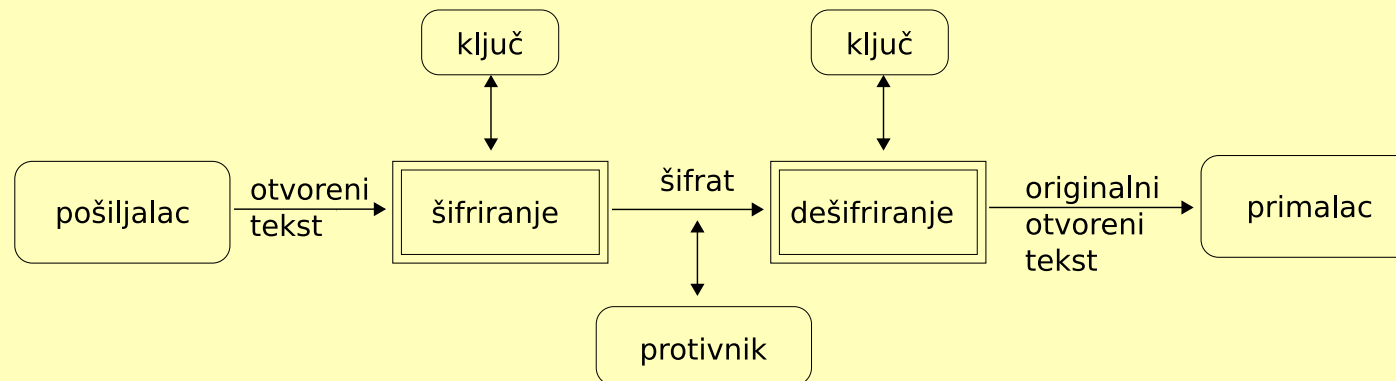 ključ
ključ
pošiljalac
otvoreni
tekst
šifriranje
šifrat
dešifriranje
originalni
otvoreni
tekst
primalac
protivnik